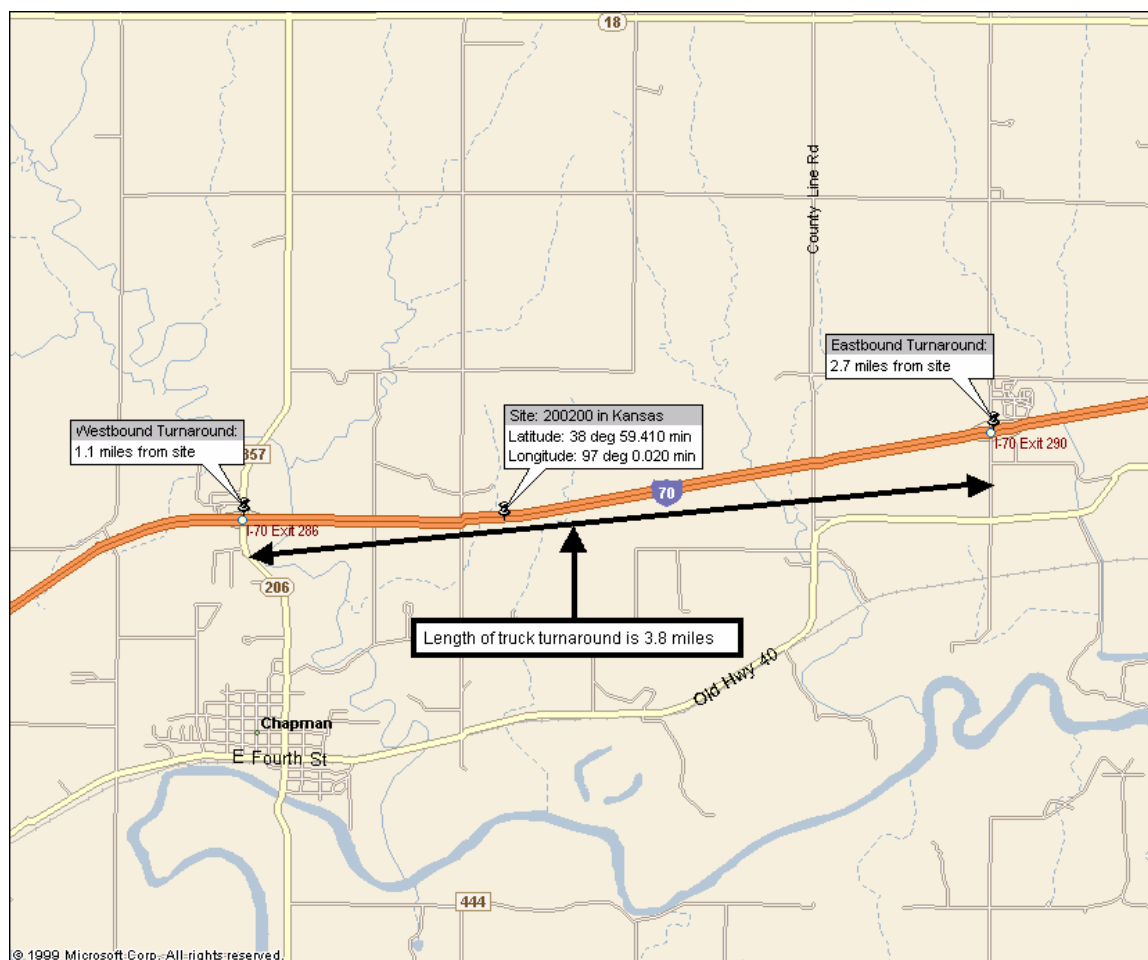 18
County Line Rd
Eastbound Turnaround:
2.7 miles from site
Site: 200200 in Kansas
Latitude: 38 deg 59.410 min
Longitude: 97 deg 0.020 min
Westbound Turnaround:
1.1 miles from site
857
I-70 Exit 290
70
I-70 Exit 286
206
Length of truck turnaround is 3.8 miles
Old Hwy 40
Chapman
E Fourth St
444
© 1999 Microsoft Corp. All rights reserved.